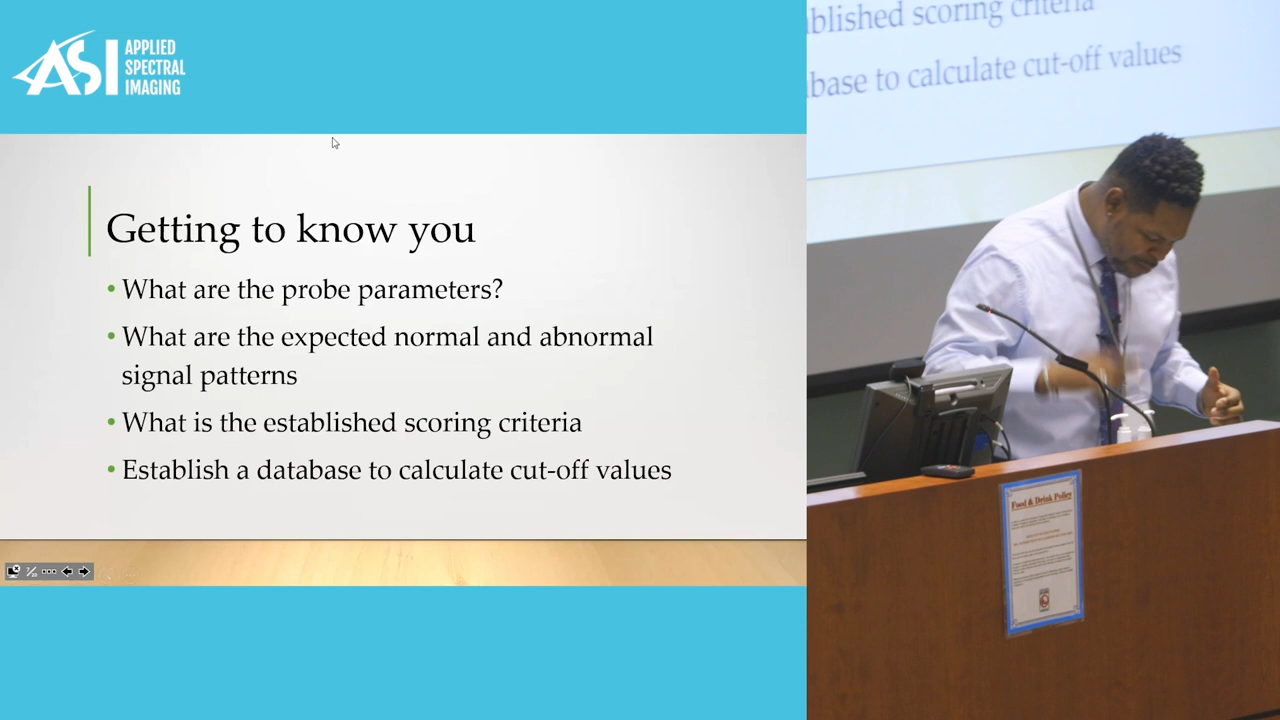 ASI
APPLIED
SPECTRAL
IMAGING
Getting to know you
• What are the probe parameters?
• What are the expected normal and abnormal
signal patterns
• What is the established scoring criteria
• Establish a database to calculate cut-off values
ablished scoring criteria
base to calculate cut-off values
Food & Drink Policy